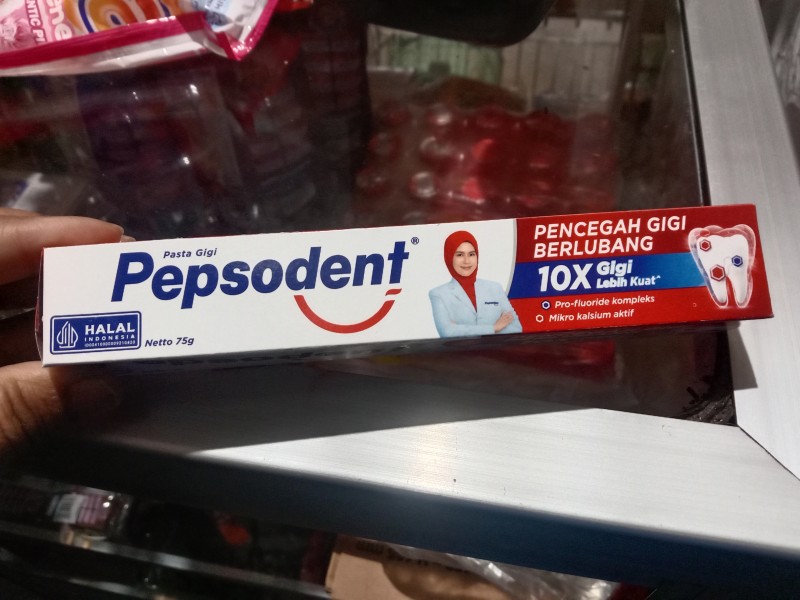 Pasta Gigi
Pepsodent®
HALAL
INDONESIA
Netto 75g
PENCEGAH GIGI
BERLUBANG
10X Gigi
Lebih Kuat^
Pro-fluoride kompleks
Mikro kalsium aktif